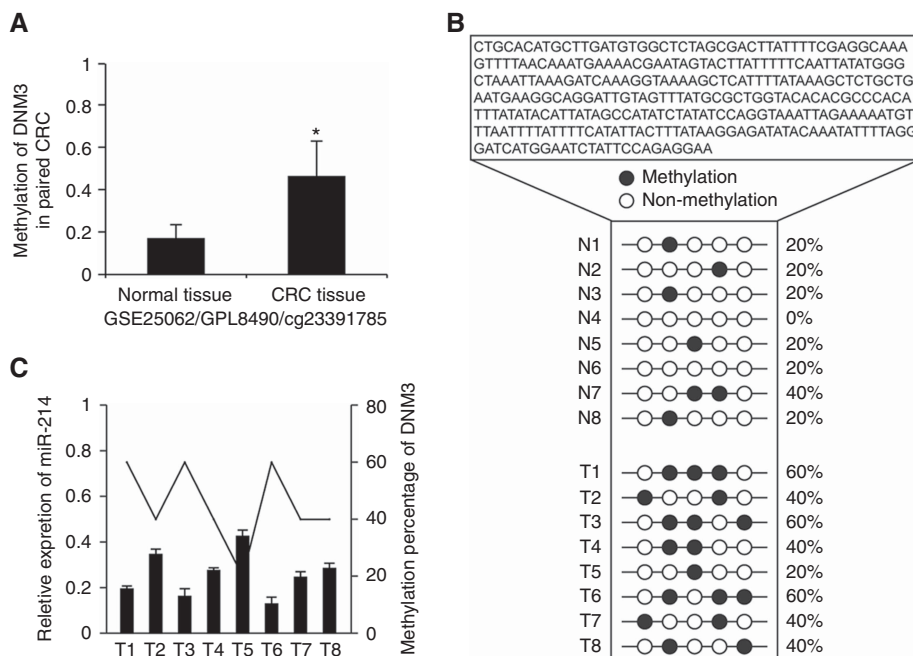 A
Methylation of DNM3
in paired CRC
1
0.8
0.6
0.4
0.2
0
*
Normal tissue CRC tissue
GSE25062/GPL8490/cg23391785
B
CTGCACATGCTTGATGTGGCTCTAGCGACTTATTTTCGAGGCAAA
GTTTTAACAAATGAAAACGAATAGTACTTATTTTTCAATTATATGGG
CTAAATTAAAGATCAAAGGTAAAAGCTCATTTTATAAAGCTCTGCTG
AATGAAGGCAGGATTGTAGTTTATGCGCTGGTACACACGCCCACA
TTTATATACATTATAGCCATATCTATATCCAGGTAAATTAGAAAAATGT
TTAATTTTATTTTCATATTACTTTATAAGGAGATATACAAATATTTTAGG
GATCATGGAATCTATTCCAGAGGAA
Methylation
Non-methylation
N1 20%
N2 20%
N3 20%
N4 0%
N5 20%
N6 20%
N7 40%
N8 20%
T1 60%
T2 40%
T3 60%
T4 40%
T5 20%
T6 60%
T7 40%
T8 40%
C
Reletive expretion of miR-214
1
0.8
0.6
0.4
0.2
0
80
60
40
20
0
Methylation percentage of DNM3
T1 T2 T3 T4 T5 T6 T7 T8